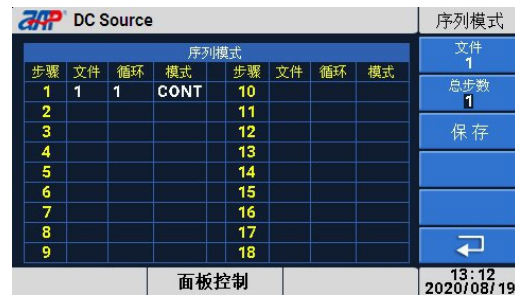 AAP DC Source
序列模式
序列模式
步骤 文件 循环 模式 步骤 文件 循环 模式
1 1 1 CONT 10
2 11
3 12
4 13
5 14
6 15
7 16
8 17
9 18
文件
1
总步数
1
保存
面板控制
13:12
2020/08/19